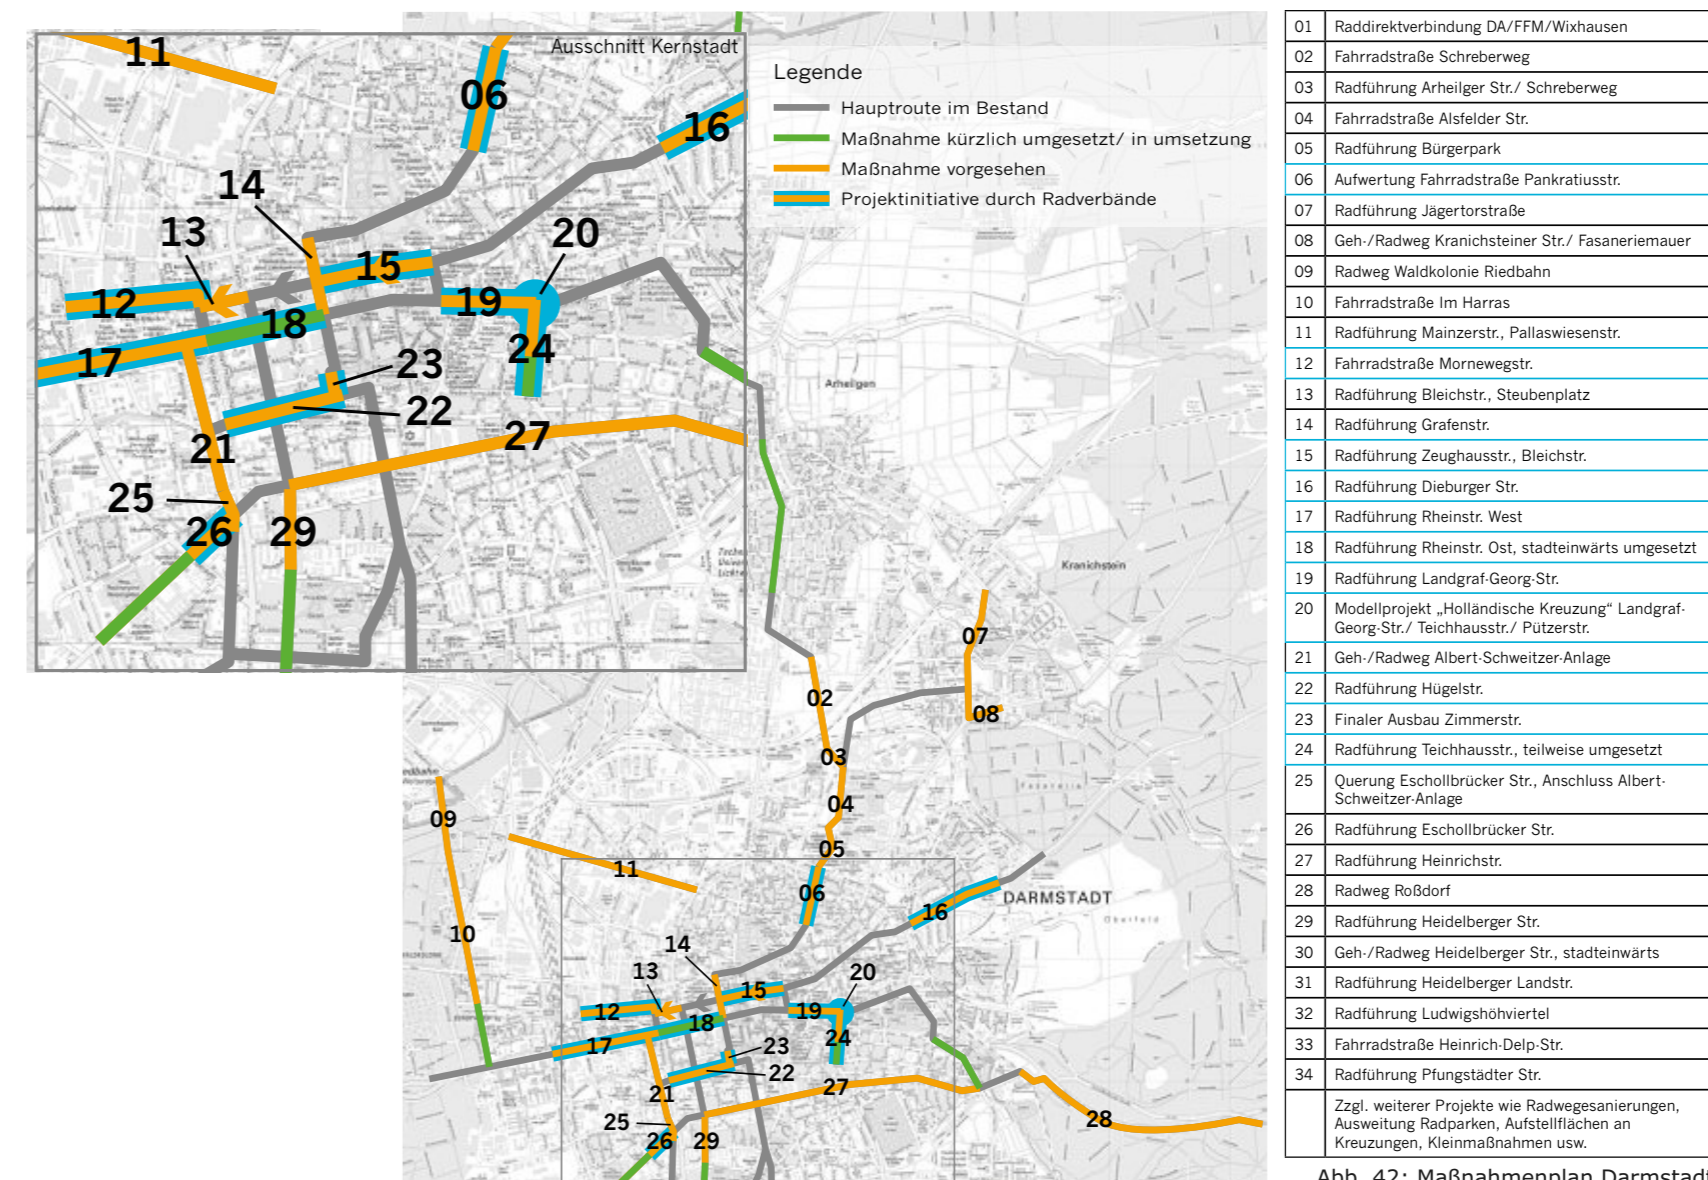 Ausschnitt Kernstadt
11
06
16
14
13
20
15
12
19
18
24
17
23
22
27
21
25
26
29
Legende
Hauptroute im Bestand
Maßnahme kürzlich umgesetzt/ in umsetzung
Maßnahme vorgesehen
Projektinitiative durch Radverbände
Arheilgen
Kranichstein
07
02
08
03
09
04
05
11
06
DARMSTADT
16
Oberfeld
10
14
13
20
15
12
19
18
24
17
23
22
27
21
28
25
26
29
01 Raddirektverbindung DA/FFM/Wixhausen
02 Fahrradstraße Schreberweg
03 Radführung Arheilger Str./ Schreberweg
04 Fahrradstraße Alsfelder Str.
05 Radführung Bürgerpark
06 Aufwertung Fahrradstraße Pankratiusstr.
07 Radführung Jägertorstraße
08 Geh-/Radweg Kranichsteiner Str./ Fasaneriemauer
09 Radweg Waldkolonie Riedbahn
10 Fahrradstraße Im Harras
11 Radführung Mainzerstr., Pallaswiesenstr.
12 Fahrradstraße Mornewegstr.
13 Radführung Bleichstr., Steubenplatz
14 Radführung Grafenstr.
15 Radführung Zeughausstr., Bleichstr.
16 Radführung Dieburger Str.
17 Radführung Rheinstr. West
18 Radführung Rheinstr. Ost, stadteinwärts umgesetzt
19 Radführung Landgraf-Georg-Str.
20 Modellprojekt „Holländische Kreuzung“ Landgraf-
Georg-Str./ Teichhausstr./ Pützerstr.
21 Geh-/Radweg Albert-Schweitzer-Anlage
22 Radführung Hügelstr.
23 Finaler Ausbau Zimmerstr.
24 Radführung Teichhausstr., teilweise umgesetzt
25 Querung Eschollbrücker Str., Anschluss Albert-
Schweitzer-Anlage
26 Radführung Eschollbrücker Str.
27 Radführung Heinrichstr.
28 Radweg Roßdorf
29 Radführung Heidelberger Str.
30 Geh-/Radweg Heidelberger Str., stadteinwärts
31 Radführung Heidelberger Landstr.
32 Radführung Ludwigshöhviertel
33 Fahrradstraße Heinrich-Delp-Str.
34 Radführung Pfungstädter Str.
Zzgl. weiterer Projekte wie Radwegesanierungen,
Ausweitung Radparken, Aufstellflächen an
Kreuzungen, Kleinmaßnahmen usw.
Abb. 42: Maßnahmenplan Darmstadt